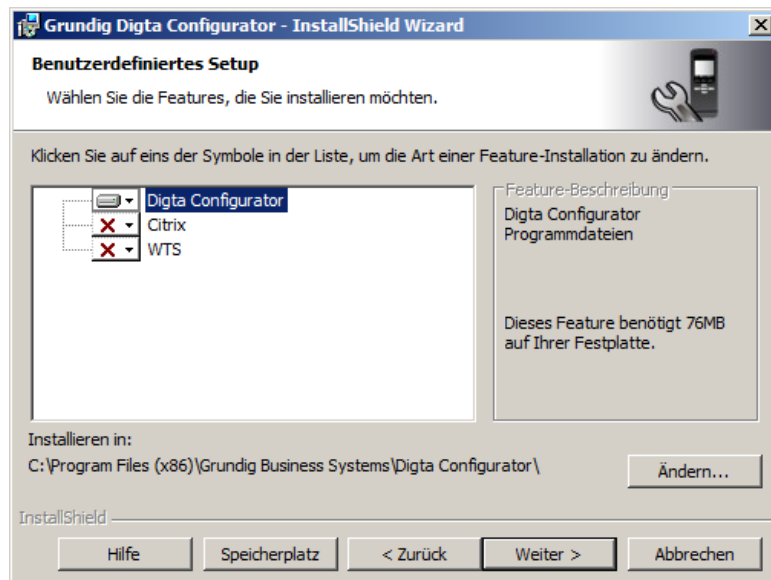 Grundig Digta Configurator - InstallShield Wizard
Benutzerdefiniertes Setup
Wählen Sie die Features, die Sie installieren möchten.
Klicken Sie auf eins der Symbole in der Liste, um die Art einer Feature-Installation zu ändern.
Digta Configurator
Citrix
WTS
Feature-Beschreibung
Digta Configurator
Programmdateien
Dieses Feature benötigt 76MB
auf Ihrer Festplatte.
Installieren in:
C:\Program Files (x86)\Grundig Business Systems\Digta Configurator\
Ändern...
InstallShield
Hilfe
Speicherplatz
< Zurück
Weiter >
Abbrechen